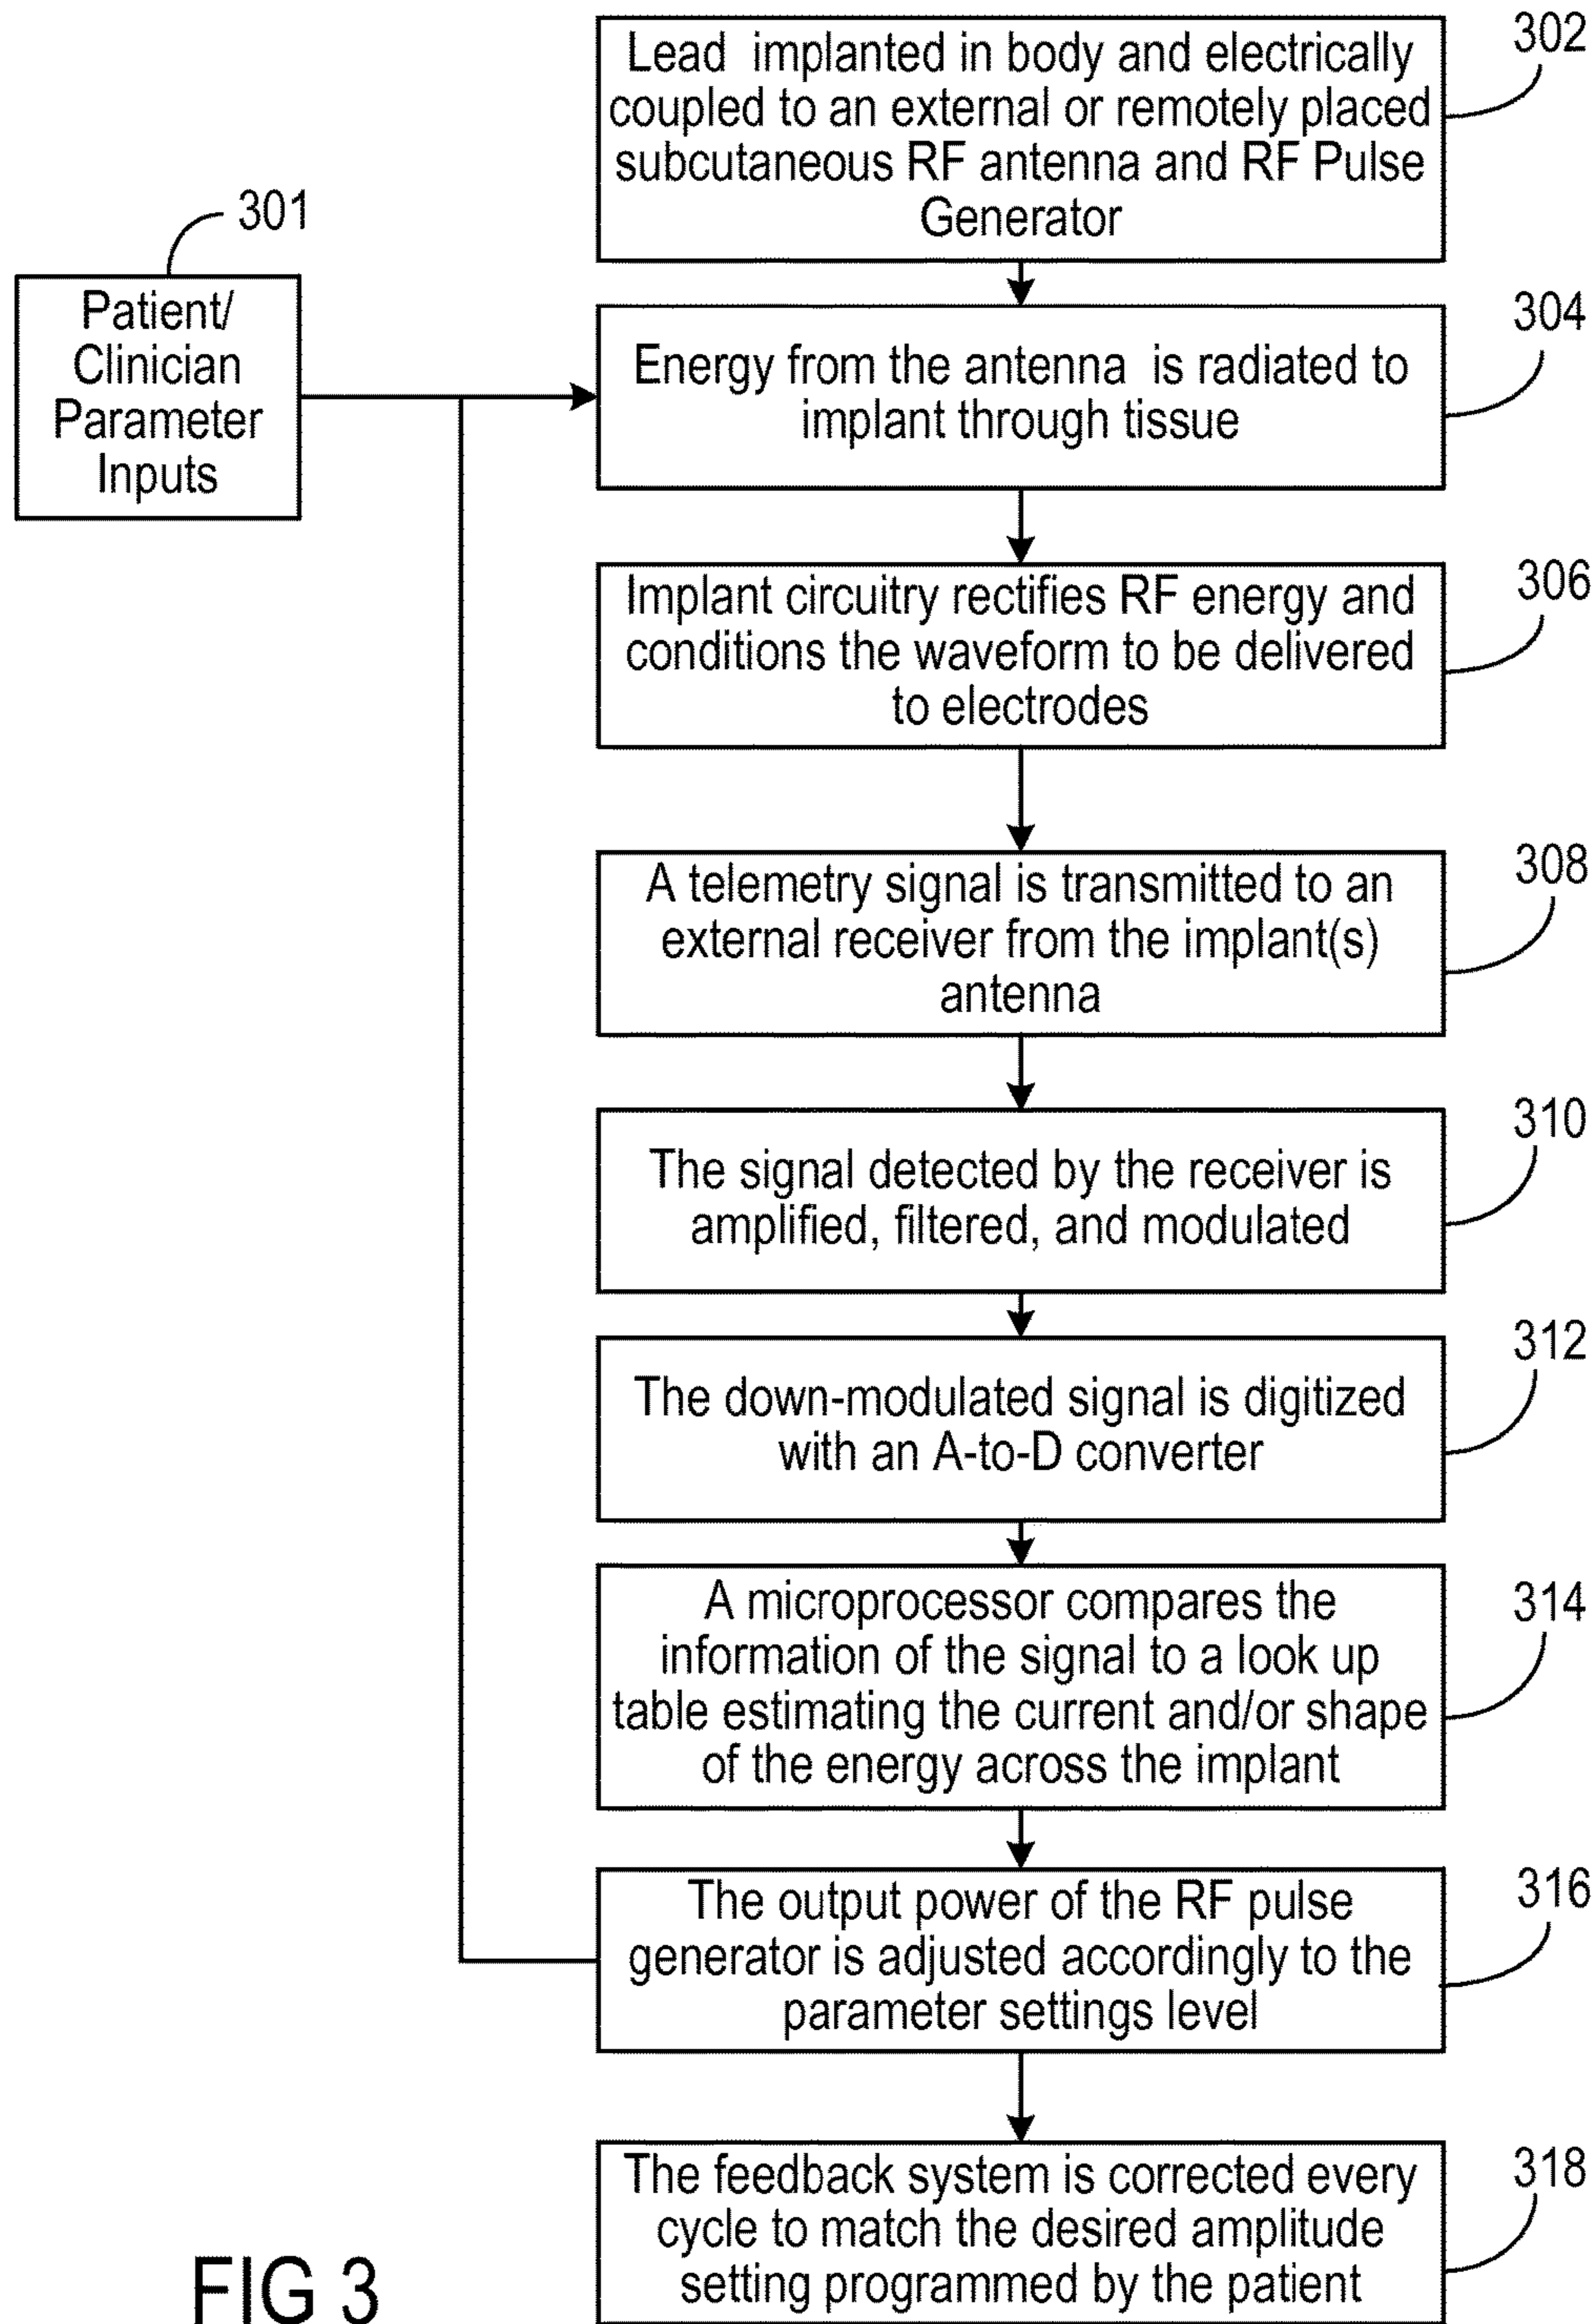 Lead implanted in body and electrically
coupled to an external or remotely placed
subcutaneous RF antenna and RF Pulse
Generator
302
301
Patient/
Clinician
Parameter
Inputs
Energy from the antenna is radiated to
implant through tissue
304
Implant circuitry rectifies RF energy and
conditions the waveform to be delivered
to electrodes
306
A telemetry signal is transmitted to an
external receiver from the implant(s)
antenna
308
The signal detected by the receiver is
amplified, filtered, and modulated
310
The down-modulated signal is digitized
with an A-to-D converter
312
A microprocessor compares the
information of the signal to a look up
table estimating the current and/or shape
of the energy across the implant
314
The output power of the RF pulse
generator is adjusted accordingly to the
parameter settings level
316
The feedback system is corrected every
cycle to match the desired amplitude
setting programmed by the patient
318
FIG 3